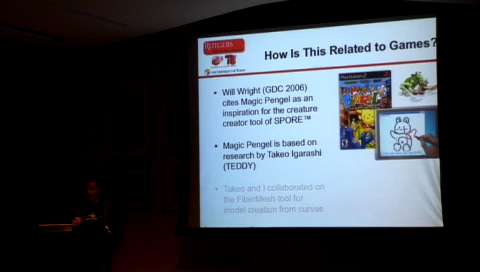 RUTGERS
How Is This Related to Games?
• Will Wright (GDC 2006)
cites Magic Pengel as an
inspiration for the creature
creator tool of SPORE™
• Magic Pengel is based on
research by Takeo Igarashi
(TEDDY)
• Takeo and I collaborated on
the FiberMesh tool for
model creation from curves
PlayStation 2